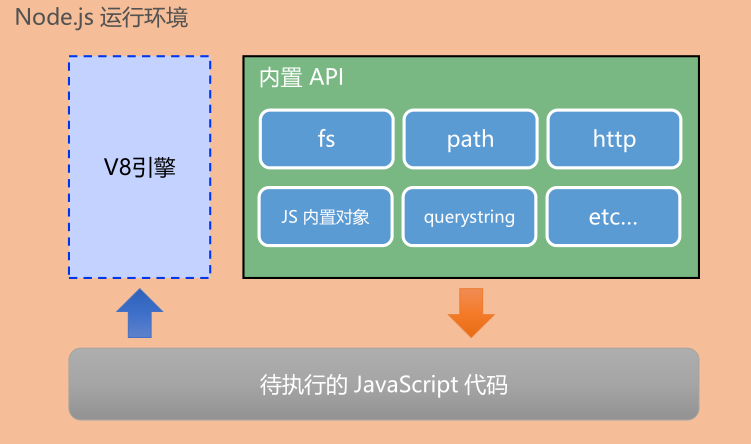 Node.js 运行环境
V8引擎
内置 API
fs
path
http
JS 内置对象
querystring
etc...
待执行的 JavaScript 代码